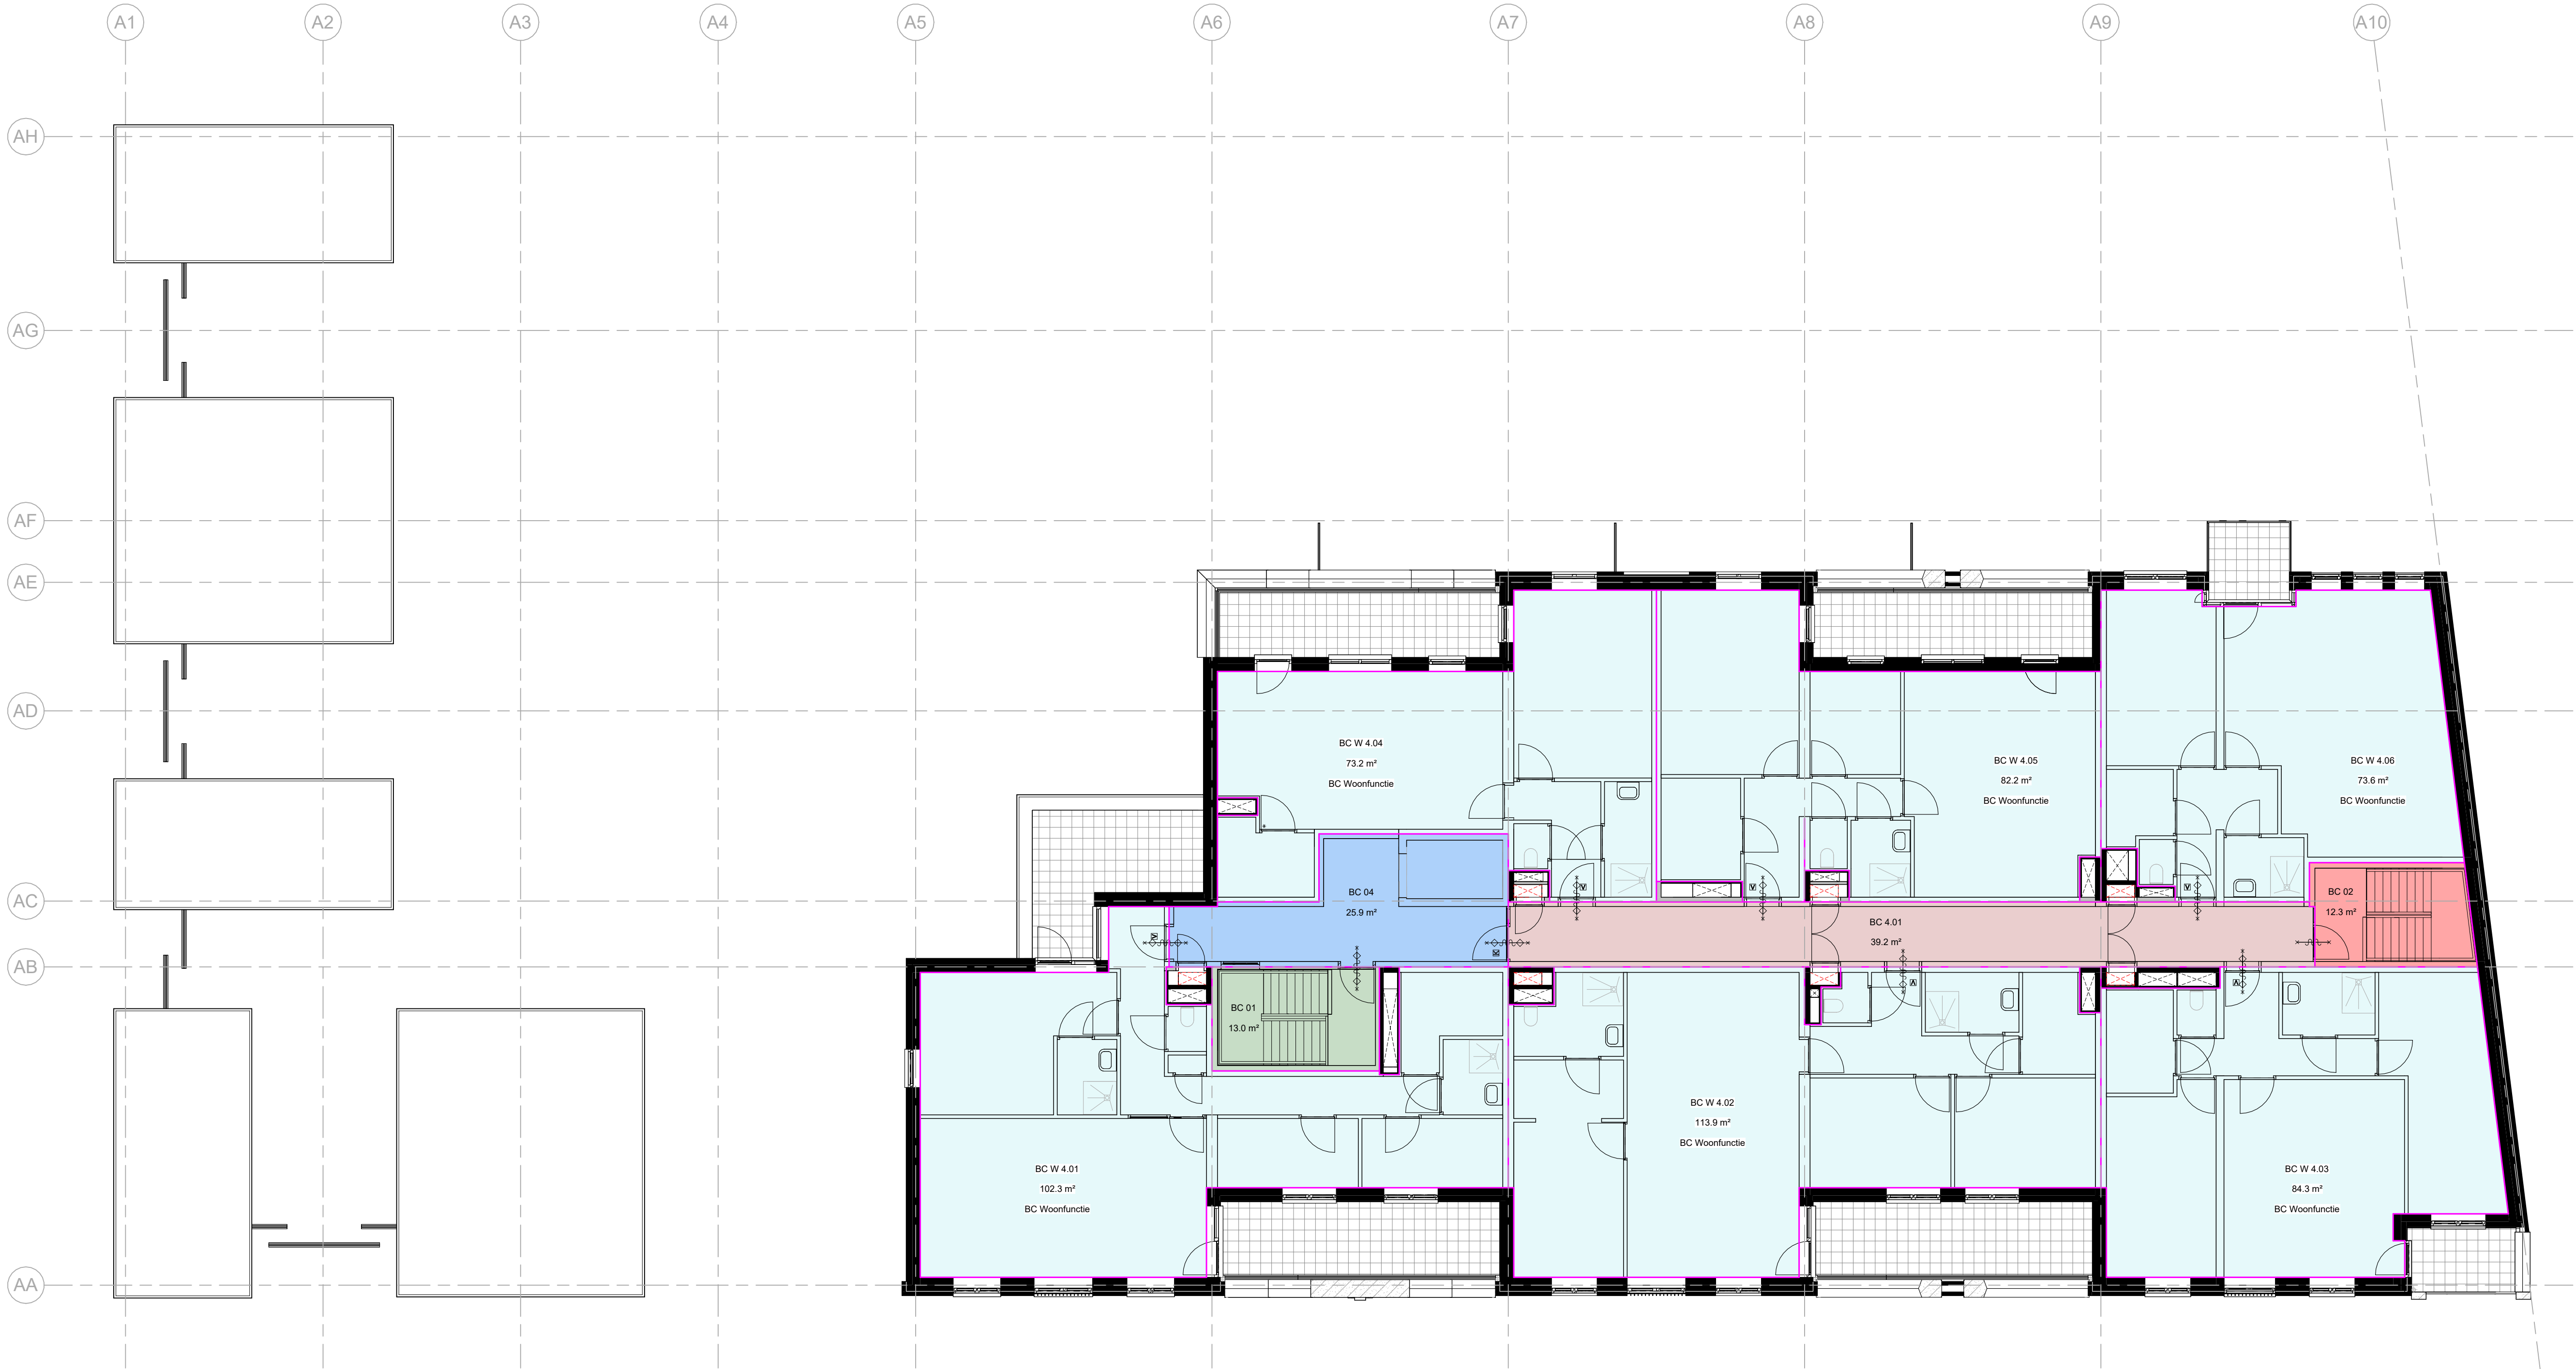 A1
A2
A3
A4
A5
A6
A7
A8
A9
A10
AH
AG
AF
AE
AD
AC
AB
AA
BC W 4.04
73.2 m²
BC Woonfunctie
BC W 4.05
82.2 m²
BC Woonfunctie
BC W 4.06
73.6 m²
BC Woonfunctie
BC 04
25.9 m²
BC 4.01
39.2 m²
BC 02
12.3 m²
BC 01
13.0 m²
BC W 4.01
102.3 m²
BC Woonfunctie
BC W 4.02
113.9 m²
BC Woonfunctie
BC W 4.03
84.3 m²
BC Woonfunctie